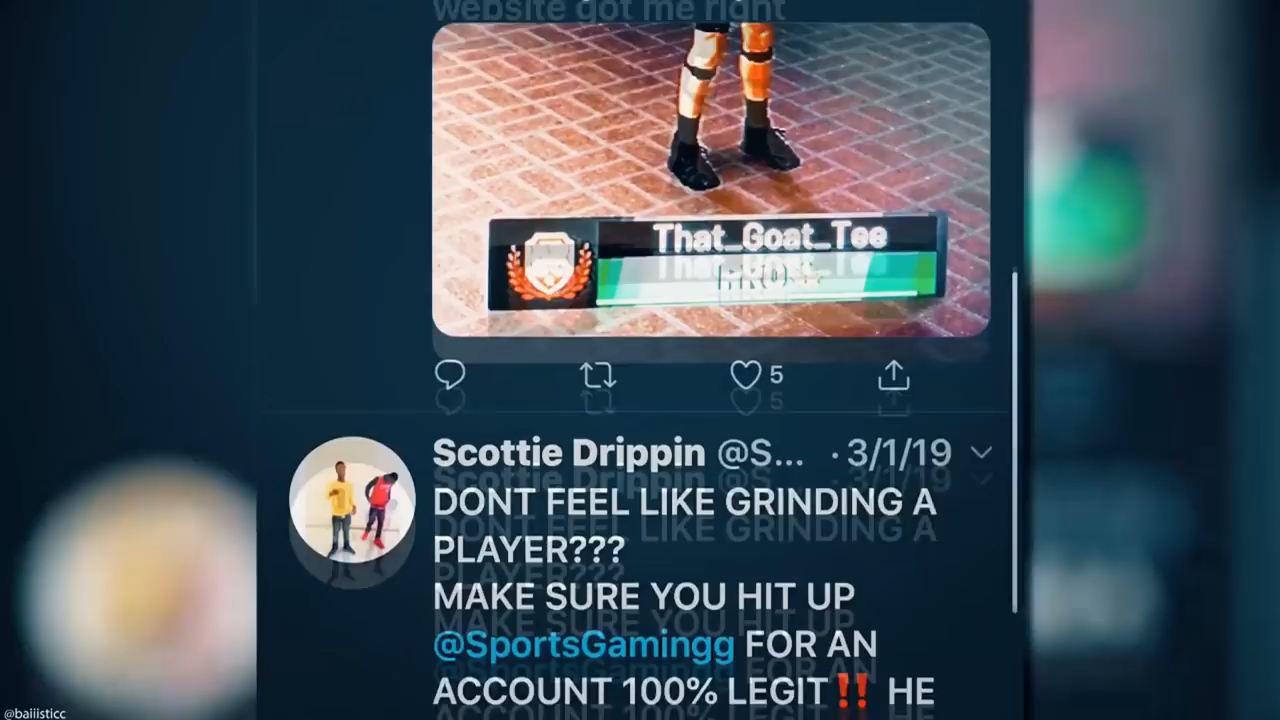 website got me right
That_Goat_Tee
5
Scottie Drippin @S... · 3/1/19
DONT FEEL LIKE GRINDING A
PLAYER???
MAKE SURE YOU HIT UP
@SportsGamingg FOR AN
ACCOUNT 100% LEGIT‼️ HE
@baiiisticc